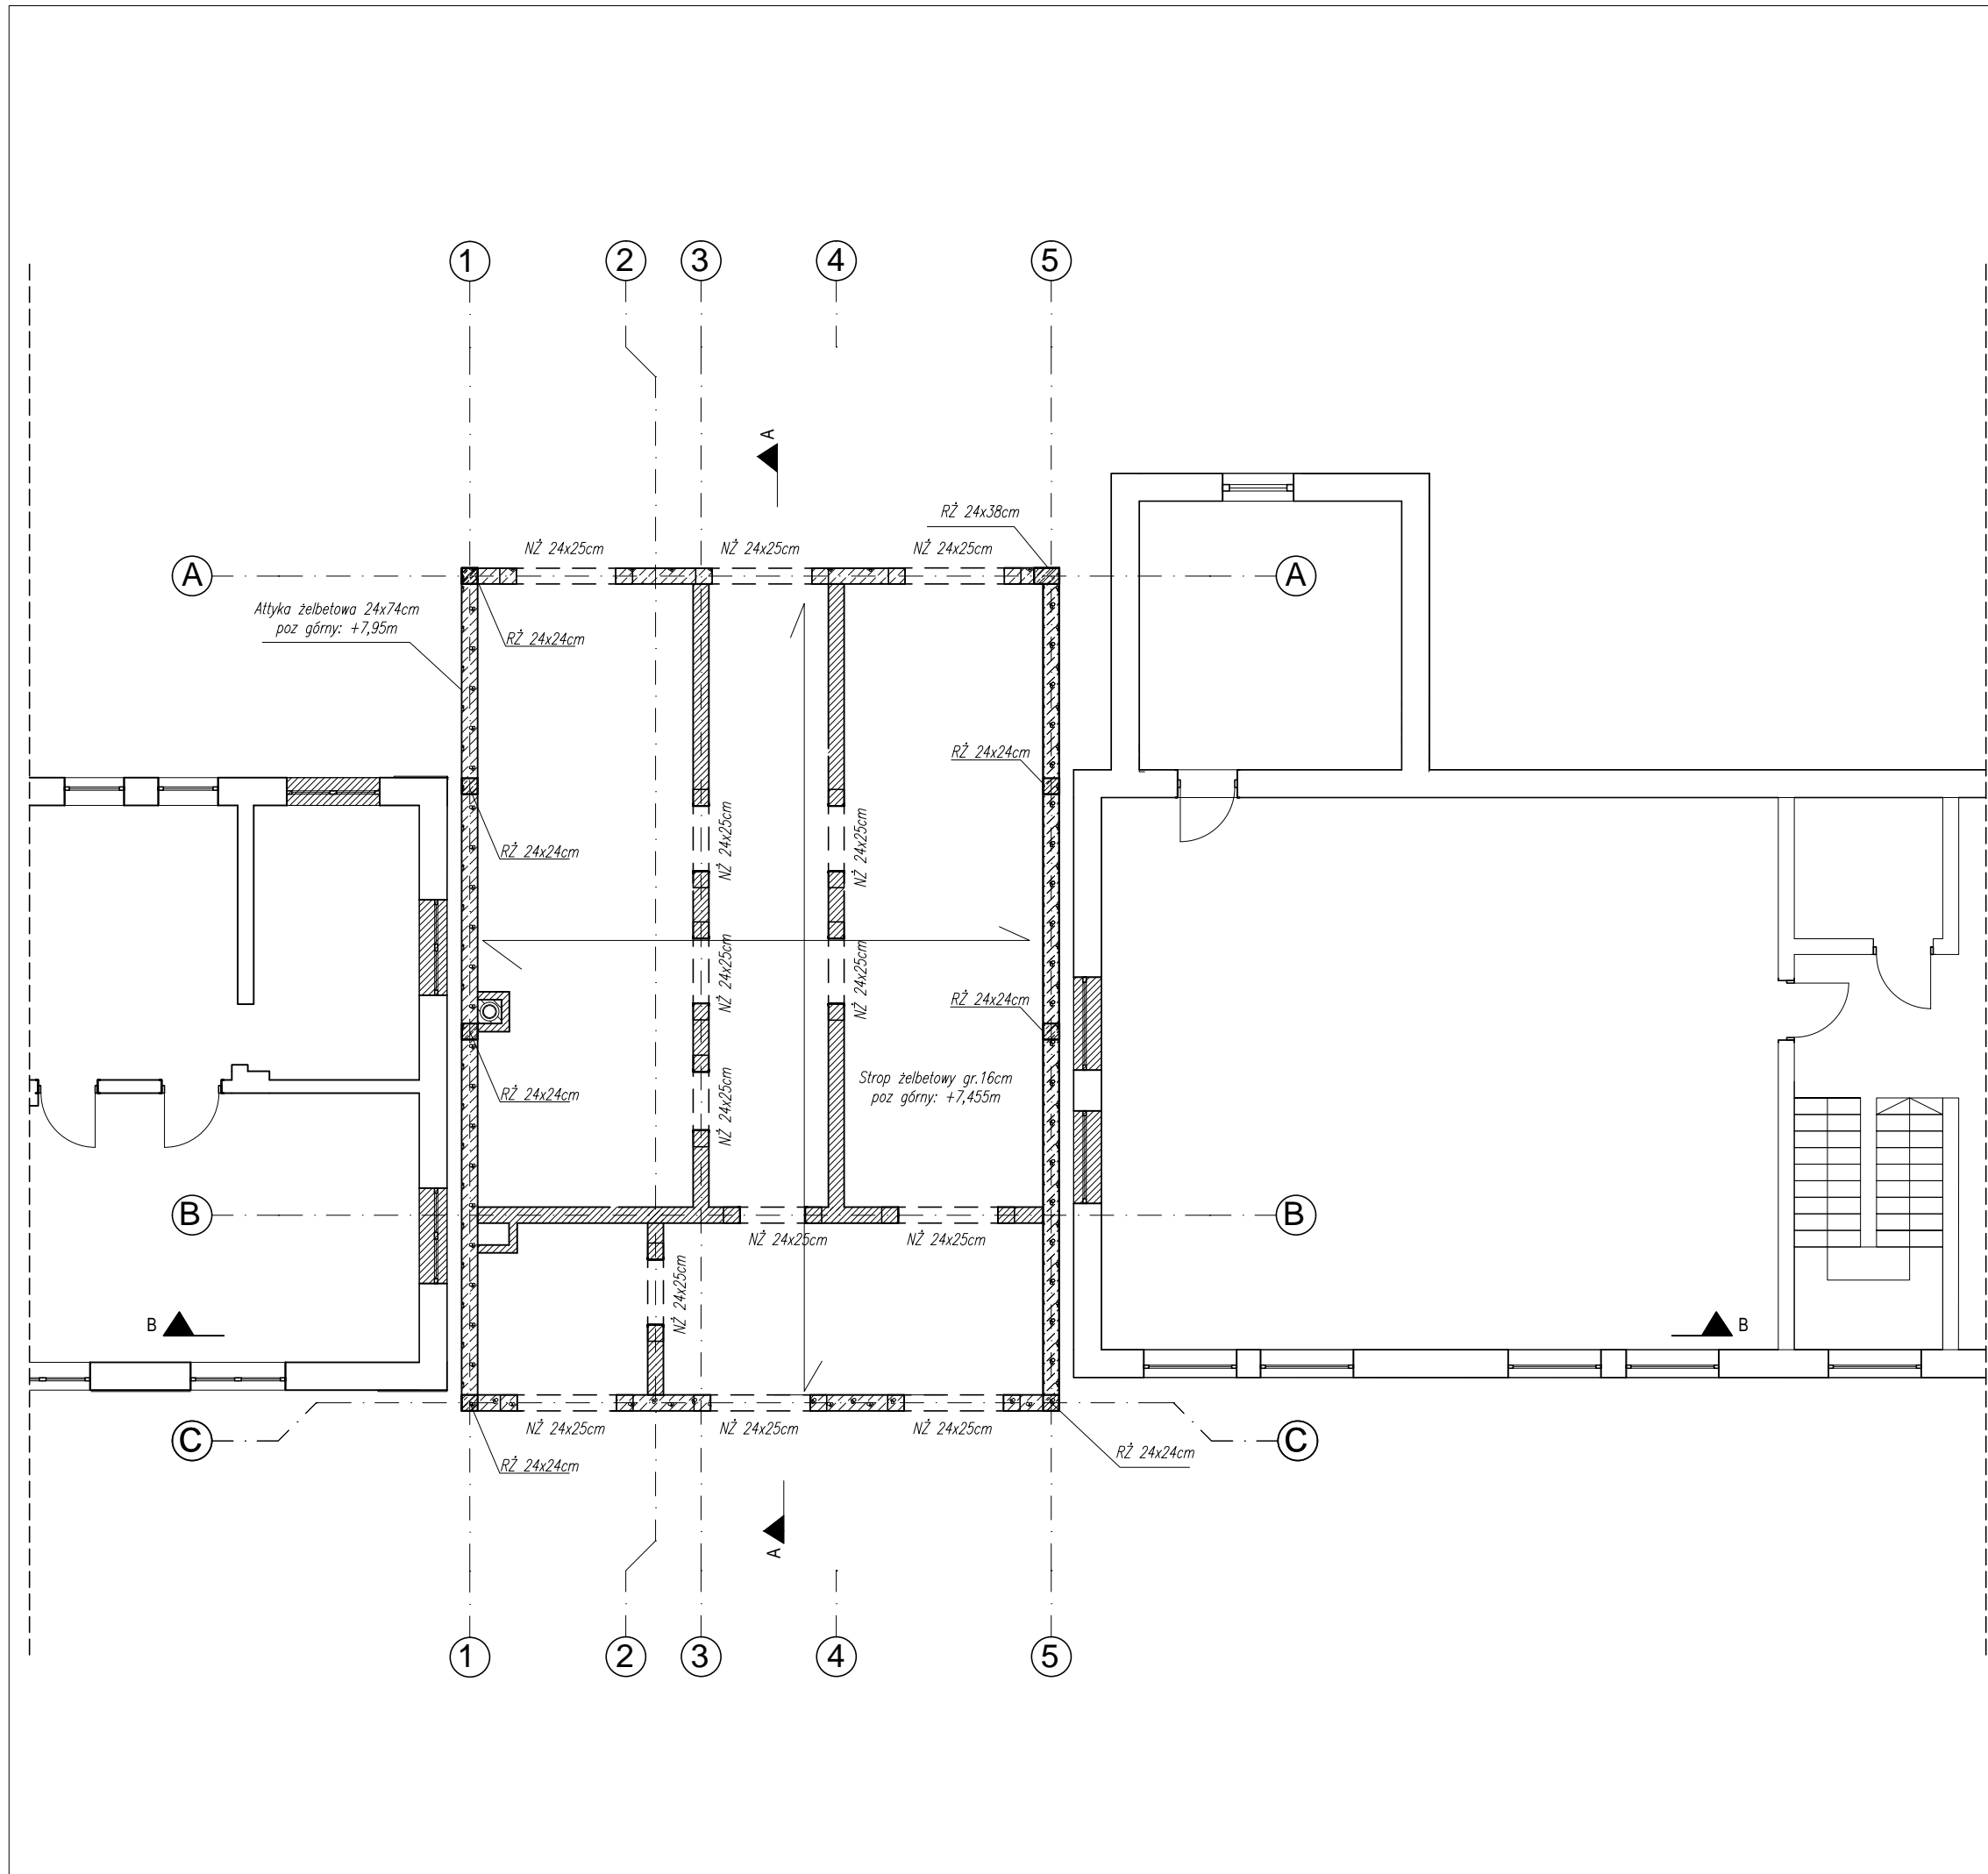 1 2 3 4 5
A
RŻ 24x38cm
NŻ 24x25cm NŻ 24x25cm NŻ 24x25cm
A A
Attyka żelbetowa 24x74cm
poz górny: +7,95m
RŻ 24x24cm
RŻ 24x24cm
NŻ 24x25cm NŻ 24x25cm
RŻ 24x24cm
NŻ 24x25cm NŻ 24x25cm
RŻ 24x24cm
Strop żelbetowy gr.16cm
poz górny: +7,455m
RŻ 24x24cm
NŻ 24x25cm
B B
NŻ 24x25cm NŻ 24x25cm
NŻ 24x25cm
B B
NŻ 24x25cm NŻ 24x25cm NŻ 24x25cm
C C
RŻ 24x24cm RŻ 24x24cm
A
1 2 3 4 5